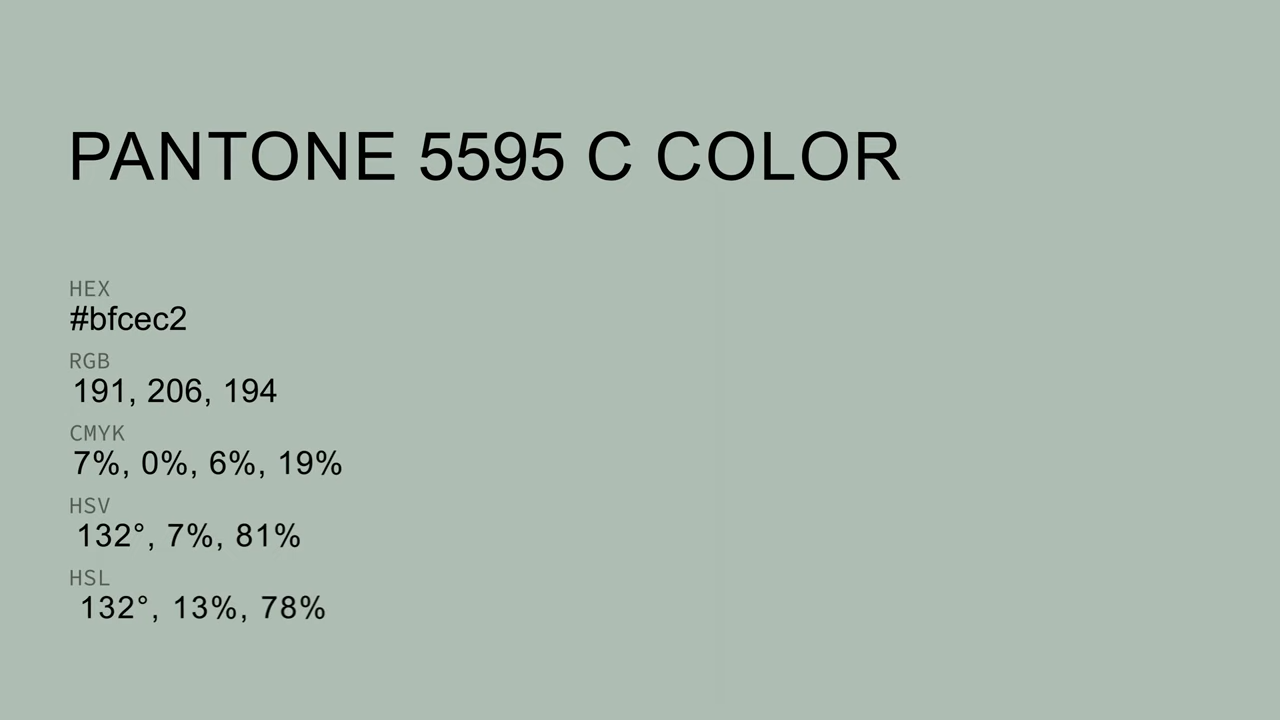 PANTONE 5595 C COLOR
HEX
#bfcec2
RGB
191, 206, 194
CMYK
7%, 0%, 6%, 19%
HSV
132°, 7%, 81%
HSL
132°, 13%, 78%